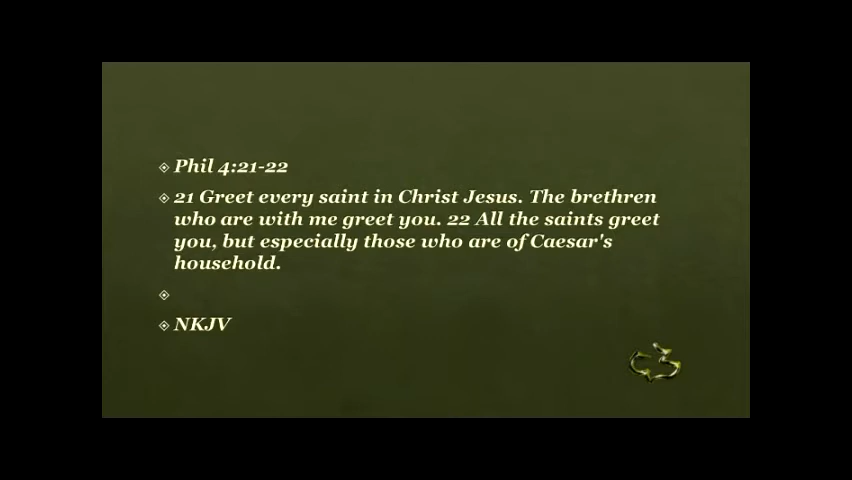 Phil 4:21-22
21 Greet every saint in Christ Jesus. The brethren
who are with me greet you. 22 All the saints greet
you, but especially those who are of Caesar's
household.
NKJV